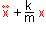 ẍ + k/m x